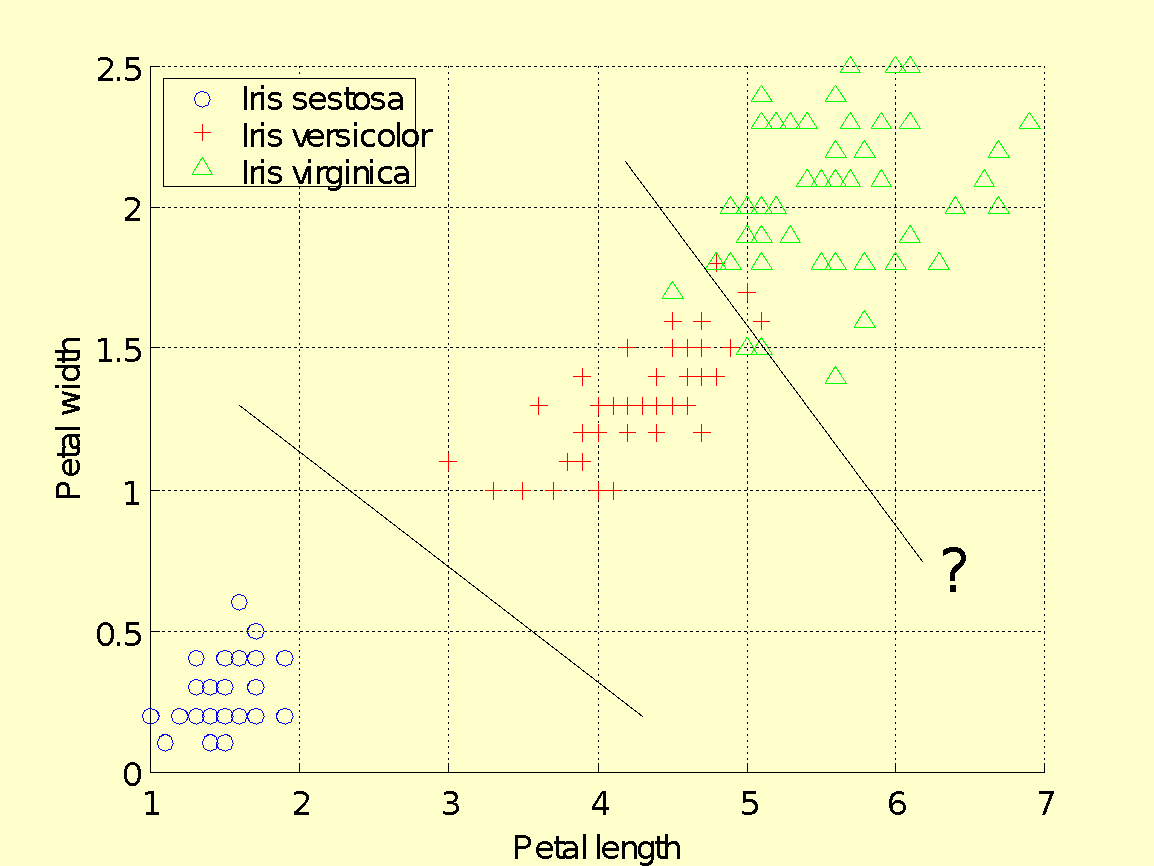 2.5
Iris sestosa
Iris versicolor
Iris virginica
2
1.5
Petal width
1
?
0.5
0
1 2 3 4 5 6 7
Petal length